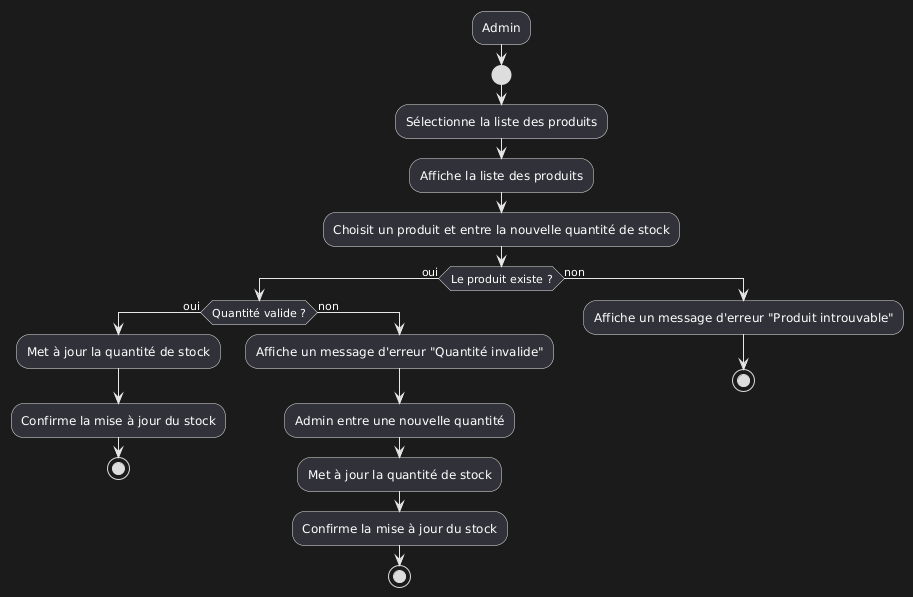 Admin
Sélectionne la liste des produits
Affiche la liste des produits
Choisit un produit et entre la nouvelle quantité de stock
oui
Le produit existe ?
non
oui
Quantité valide ?
non
Affiche un message d'erreur "Produit introuvable"
Met à jour la quantité de stock
Affiche un message d'erreur "Quantité invalide"
Confirme la mise à jour du stock
Admin entre une nouvelle quantité
Met à jour la quantité de stock
Confirme la mise à jour du stock